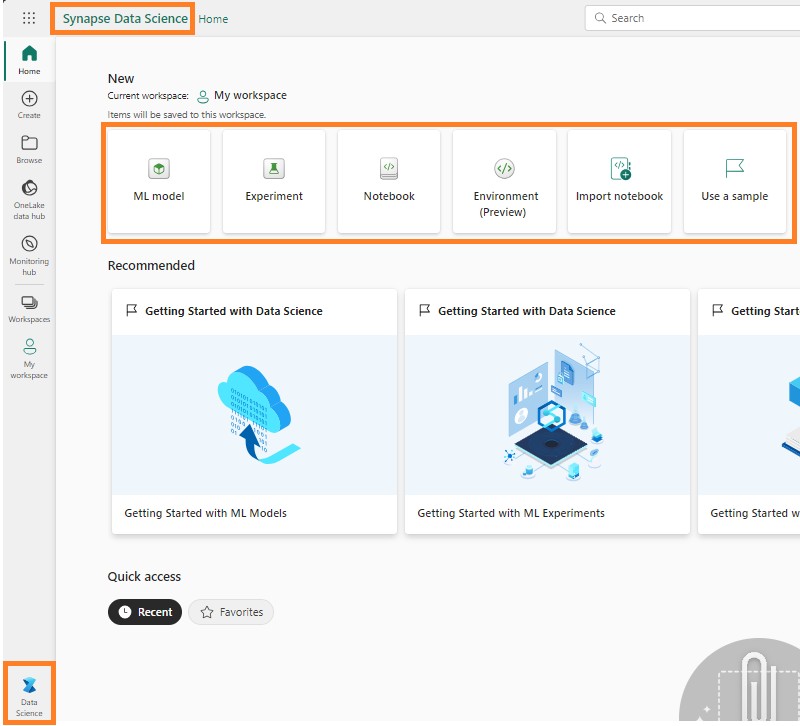 Synapse Data Science Home
Search
Home
Create
Browse
OneLake
data hub
Monitoring
hub
Workspaces
My
workspace
Data
Science
New
Current workspace: My workspace
Items will be saved to this workspace.
ML model
Experiment
Notebook
Environment
(Preview)
Import notebook
Use a sample
Recommended
Getting Started with Data Science
Getting Started with ML Models
Getting Started with Data Science
Getting Started with ML Experiments
Getting Start
Getting Started w
Quick access
Recent
Favorites